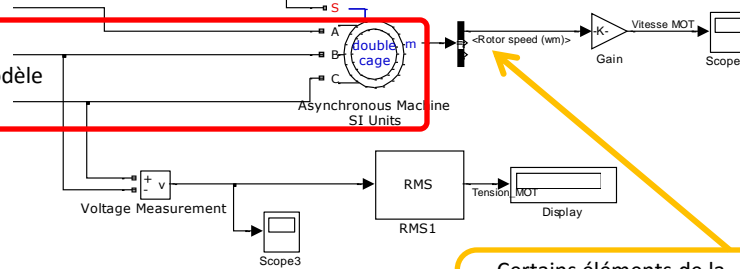 S
A
double
m
B
cage
C
dèle
Asynchronous Machine
SI Units
<Rotor speed (wm)>
-K-
Gain
Vitesse MOT
Scope
+
-
v
Voltage Measurement
Scope3
RMS
RMS1
Tension_MOT
Display
Certains éléments de la